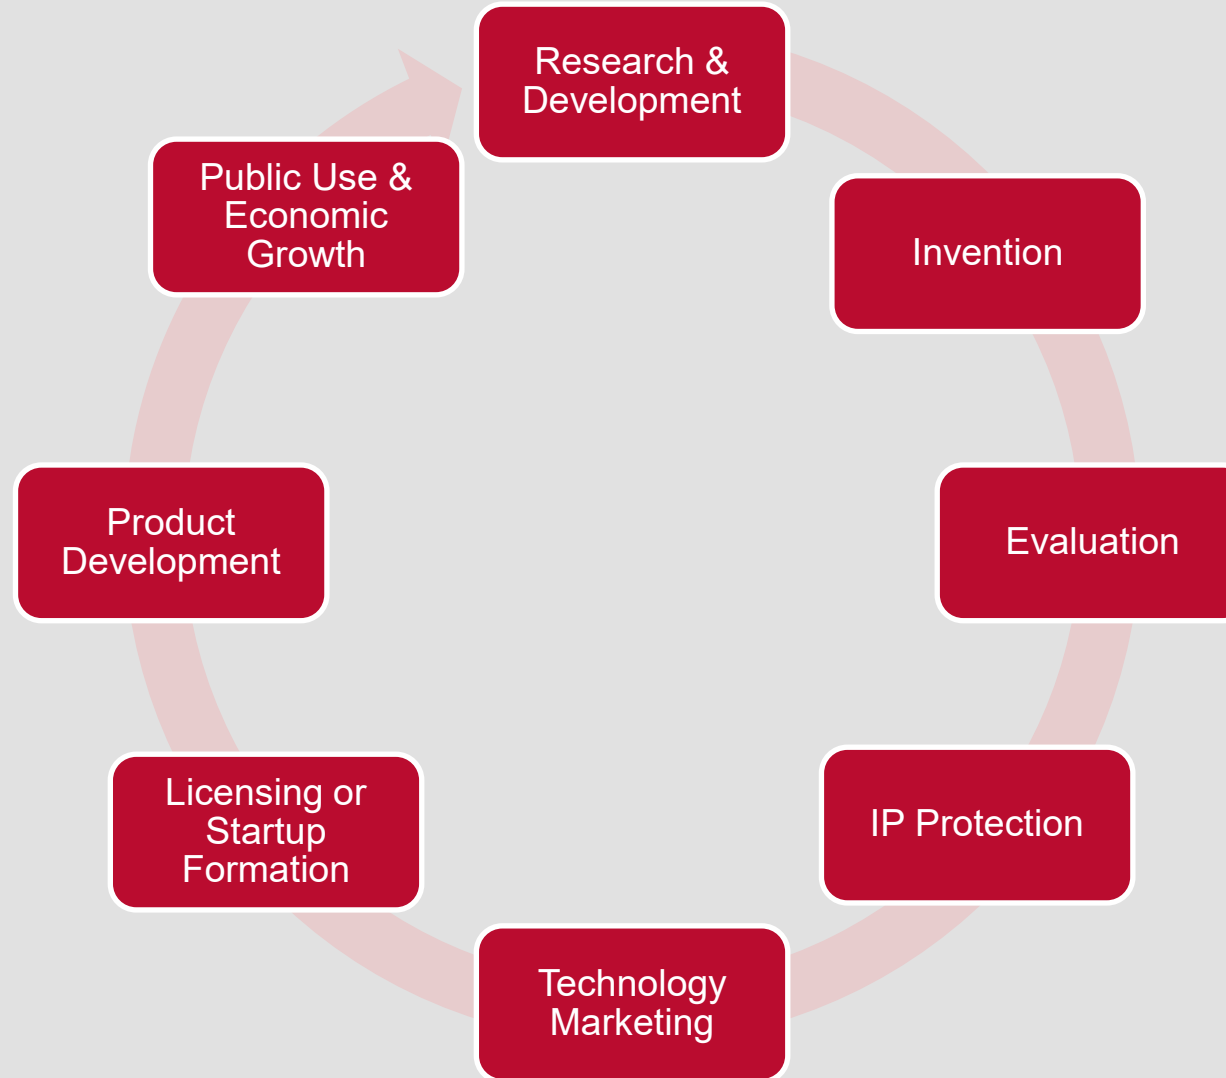 Research &
Development
Invention
Evaluation
IP Protection
Technology
Marketing
Licensing or
Startup
Formation
Product
Development
Public Use &
Economic
Growth